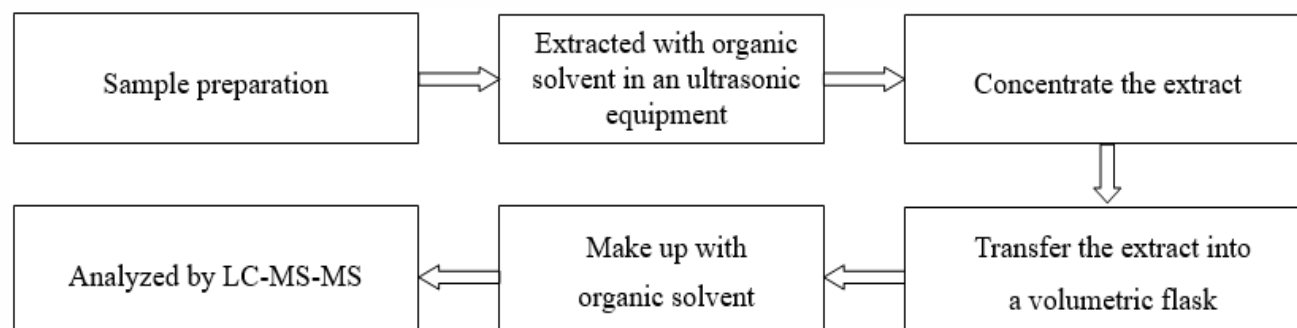 Sample preparation
Extracted with organic
solvent in an ultrasonic
equipment
Concentrate the extract
Transfer the extract into
a volumetric flask
Make up with
organic solvent
Analyzed by LC-MS-MS